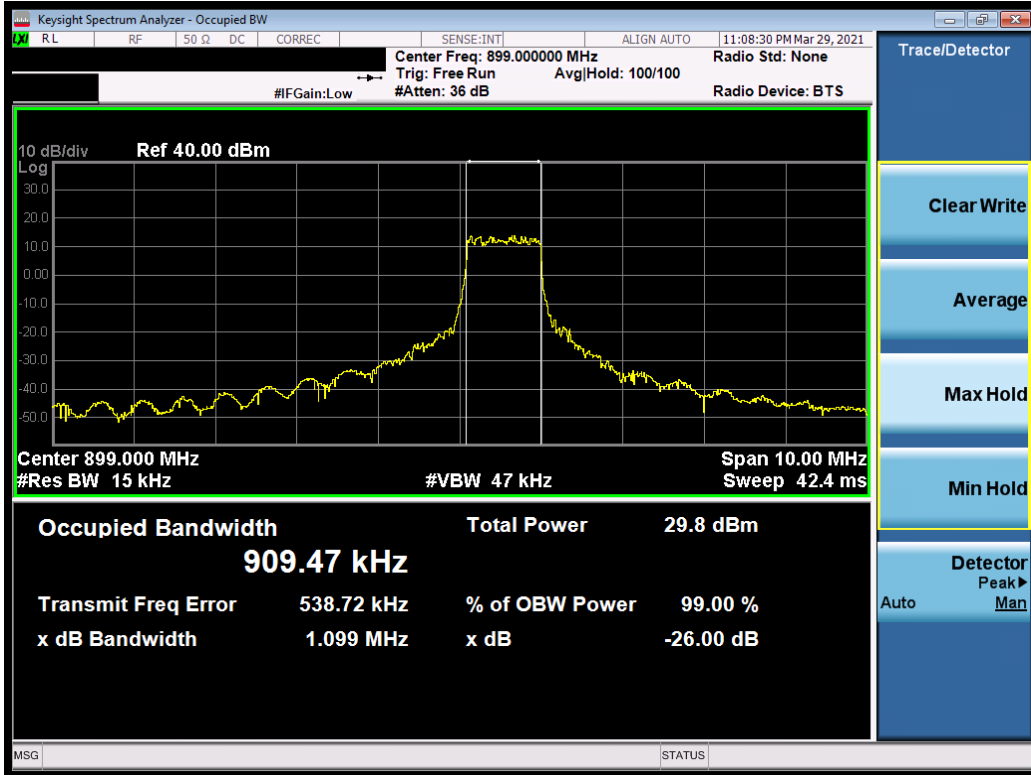 Keysight Spectrum Analyzer - Occupied BW
LXI RL RF 50 Ω DC CORREC SENSE:INT ALIGN AUTO 11:08:30 PM Mar 29, 2021
Center Freq: 899.000000 MHz Radio Std: None
Trig: Free Run Avg|Hold: 100/100
#IFGain:Low #Atten: 36 dB Radio Device: BTS
10 dB/div Ref 40.00 dBm
Log
30.0
20.0
10.0
0.00
-10.0
-20.0
-30.0
-40.0
-50.0
Center 899.000 MHz Span 10.00 MHz
#Res BW 15 kHz #VBW 47 kHz Sweep 42.4 ms
Occupied Bandwidth Total Power 29.8 dBm
909.47 kHz
Transmit Freq Error 538.72 kHz % of OBW Power 99.00 %
x dB Bandwidth 1.099 MHz x dB -26.00 dB
MSG STATUS
Trace/Detector
Clear Write
Average
Max Hold
Min Hold
Detector
Peak▶
Auto Man